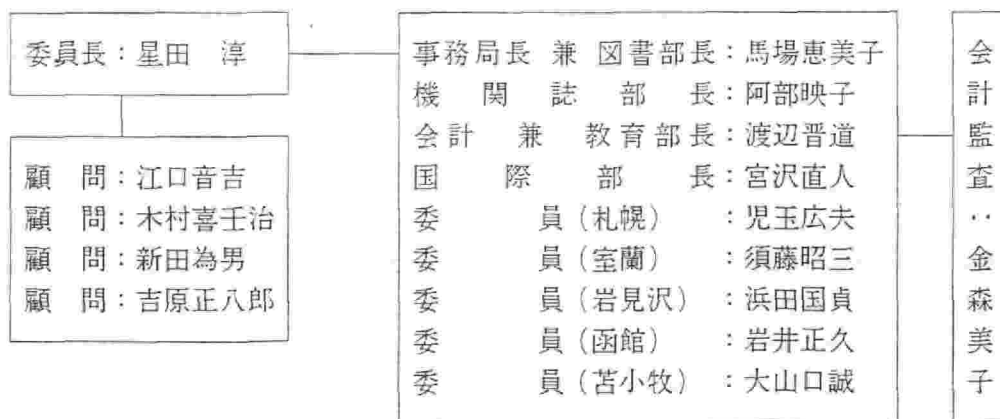 委員長：星田 淳
顧 問：江口音吉
顧 問：木村喜壬治
顧 問：新田為男
顧 問：吉原正八郎
事務局長 兼 図書部長：馬場恵美子
機関誌部長：阿部映子
会計 兼 教育部長：渡辺晋道
国際部長：宮沢直人
委員（札幌）：児玉広夫
委員（室蘭）：須藤昭三
委員（岩見沢）：浜田国貞
委員（函館）：岩井正久
委員（苫小牧）：大山口誠
会計監査‥金森美子